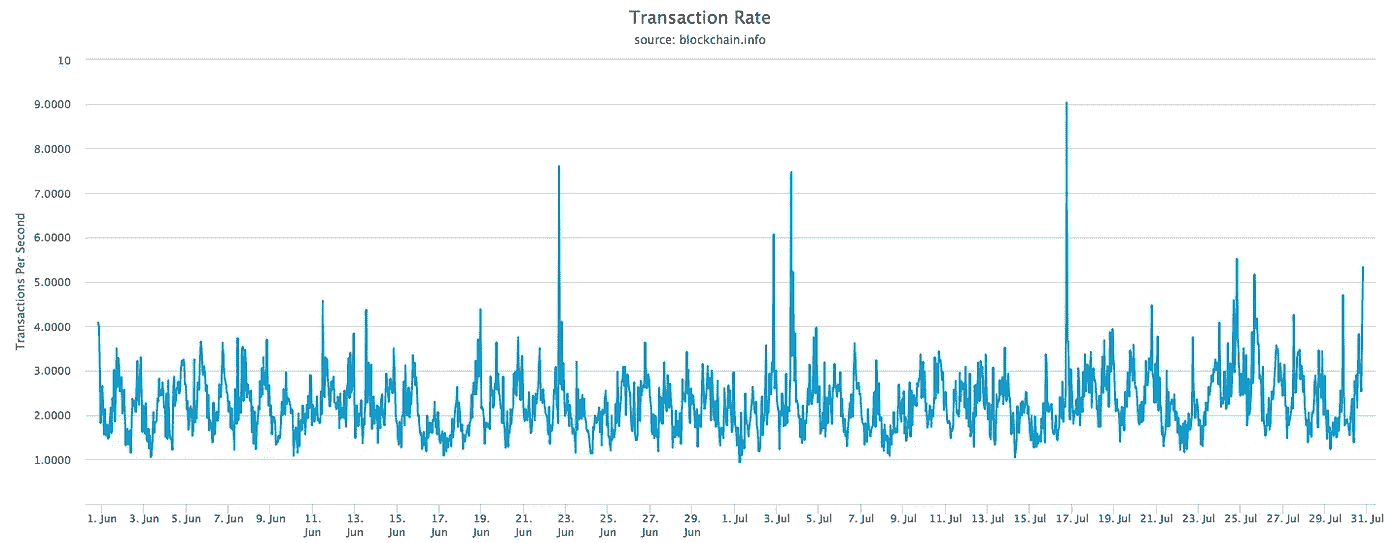 Transaction Rate
source: blockchain.info
Transactions Per Second
10
9.0000
8.0000
7.0000
6.0000
5.0000
4.0000
3.0000
2.0000
1.0000
1. Jun 3. Jun 5. Jun 7. Jun 9. Jun 11. Jun 13. Jun 15. Jun 17. Jun 19. Jun 21. Jun 23. Jun 25. Jun 27. Jun 29. Jun 1. Jul 3. Jul 5. Jul 7. Jul 9. Jul 11. Jul 13. Jul 15. Jul 17. Jul 19. Jul 21. Jul 23. Jul 25. Jul 27. Jul 29. Jul 31. Jul